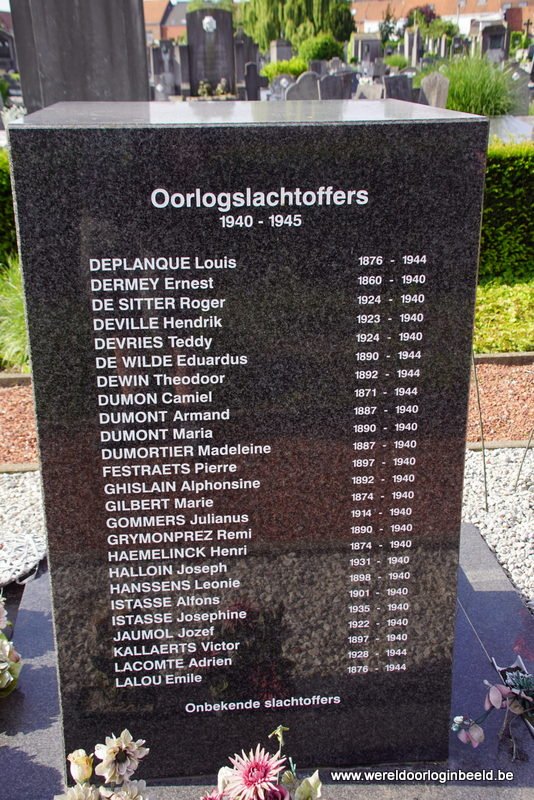 Oorlogslachtoffers
1940 - 1945
DEPLANQUE Louis 1876 - 1944
DERMEY Ernest 1860 - 1940
DE SITTER Roger 1924 - 1940
DEVILLE Hendrik 1923 - 1940
DEVRIES Teddy 1924 - 1940
DE WILDE Eduardus 1890 - 1944
DEWIN Theodoor 1892 - 1944
DUMON Camiel 1871 - 1944
DUMONT Armand 1887 - 1940
DUMONT Maria 1890 - 1940
DUMORTIER Madeleine 1887 - 1940
FESTRAETS Pierre 1897 - 1940
GHISLAIN Alphonsine 1892 - 1940
GILBERT Marie 1874 - 1940
GOMMERS Julianus 1914 - 1940
GRYMONPREZ Remi 1890 - 1940
HAEMELINCK Henri 1874 - 1940
HALLOIN Joseph 1931 - 1940
HANSSENS Leonie 1898 - 1940
ISTASSE Alfons 1901 - 1940
ISTASSE Josephine 1935 - 1940
JAUMOL Jozef 1922 - 1940
KALLAERTS Victor 1897 - 1940
LACOMTE Adrien 1928 - 1944
LALOU Emile 1876 - 1944
Onbekende slachtoffers
www.wereldoorloginbeeld.be